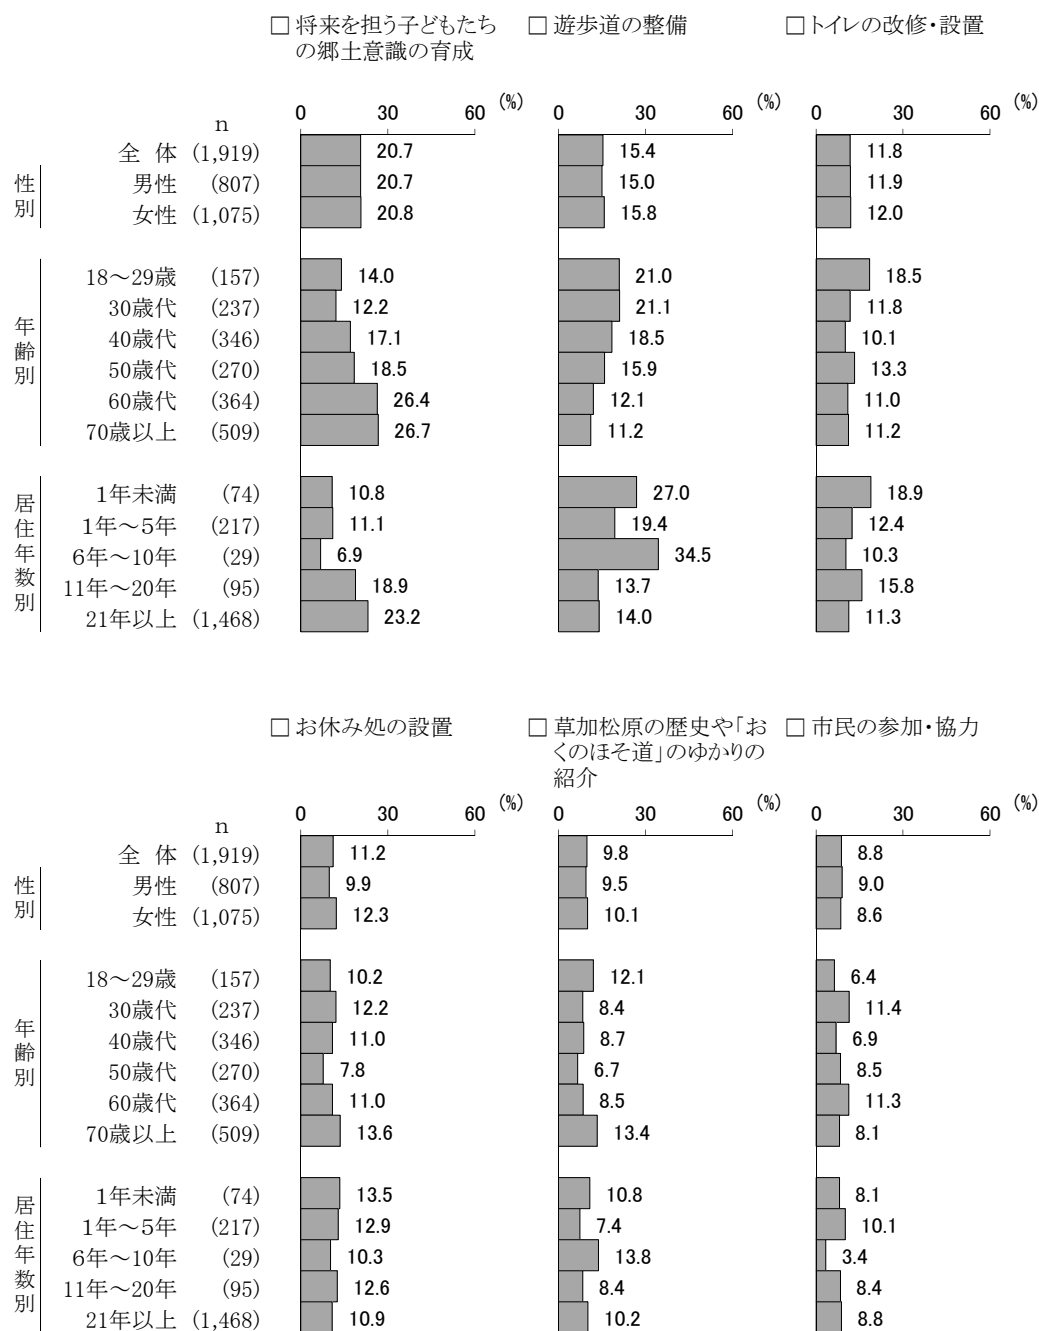 □ 将来を担う子どもたち □ 遊歩道の整備 □ トイレの改修・設置
の郷土意識の育成
0 30 60 (%) 0 30 60 (%) 0 30 60 (%)
n
全 体 (1,919) 20.7 15.4 11.8
性別
男性 (807) 20.7 15.0 11.9
女性 (1,075) 20.8 15.8 12.0
年齢別
18～29歳 (157) 14.0 21.0 18.5
30歳代 (237) 12.2 21.1 11.8
40歳代 (346) 17.1 18.5 10.1
50歳代 (270) 18.5 15.9 13.3
60歳代 (364) 26.4 12.1 11.0
70歳以上 (509) 26.7 11.2 11.2
居住年数別
1年未満 (74) 10.8 27.0 18.9
1年～5年 (217) 11.1 19.4 12.4
6年～10年 (29) 6.9 34.5 10.3
11年～20年 (95) 18.9 13.7 15.8
21年以上 (1,468) 23.2 14.0 11.3
□ お休み処の設置 □ 草加松原の歴史や「お □ 市民の参加・協力
くのほそ道」のゆかりの
紹介
0 30 60 (%) 0 30 60 (%) 0 30 60 (%)
n
全 体 (1,919) 11.2 9.8 8.8
性別
男性 (807) 9.9 9.5 9.0
女性 (1,075) 12.3 10.1 8.6
年齢別
18～29歳 (157) 10.2 12.1 6.4
30歳代 (237) 12.2 8.4 11.4
40歳代 (346) 11.0 8.7 6.9
50歳代 (270) 7.8 6.7 8.5
60歳代 (364) 11.0 8.5 11.3
70歳以上 (509) 13.6 13.4 8.1
居住年数別
1年未満 (74) 13.5 10.8 8.1
1年～5年 (217) 12.9 7.4 10.1
6年～10年 (29) 10.3 13.8 3.4
11年～20年 (95) 12.6 8.4 8.4
21年以上 (1,468) 10.9 10.2 8.8